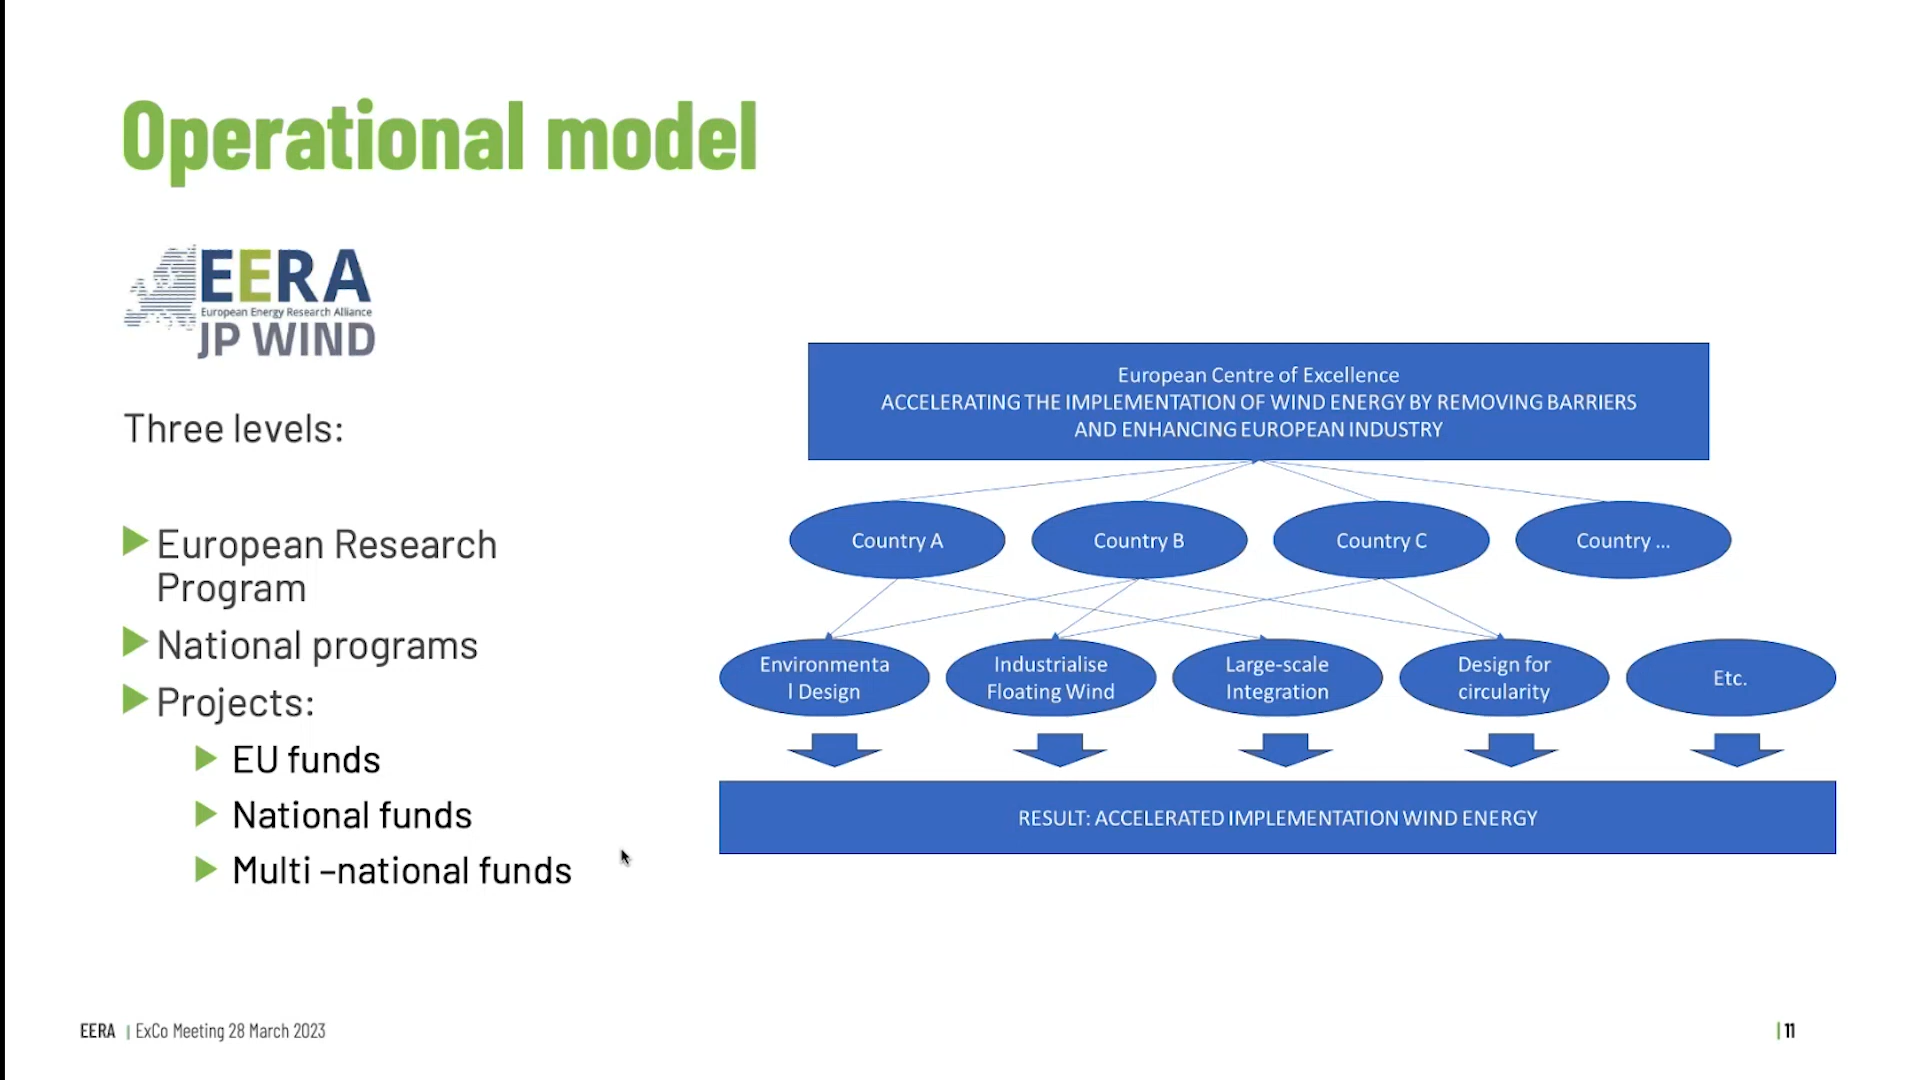 Operational model
EERA
European Energy Research Alliance
JP WIND
Three levels:
European Research
Program
National programs
Projects:
EU funds
National funds
Multi –national funds
European Centre of Excellence
ACCELERATING THE IMPLEMENTATION OF WIND ENERGY BY REMOVING BARRIERS
AND ENHANCING EUROPEAN INDUSTRY
Country A
Country B
Country C
Country ...
Environmenta
l Design
Industrialise
Floating Wind
Large-scale
Integration
Design for
circularity
Etc.
RESULT: ACCELERATED IMPLEMENTATION WIND ENERGY
EERA | ExCo Meeting 28 March 2023
| 11